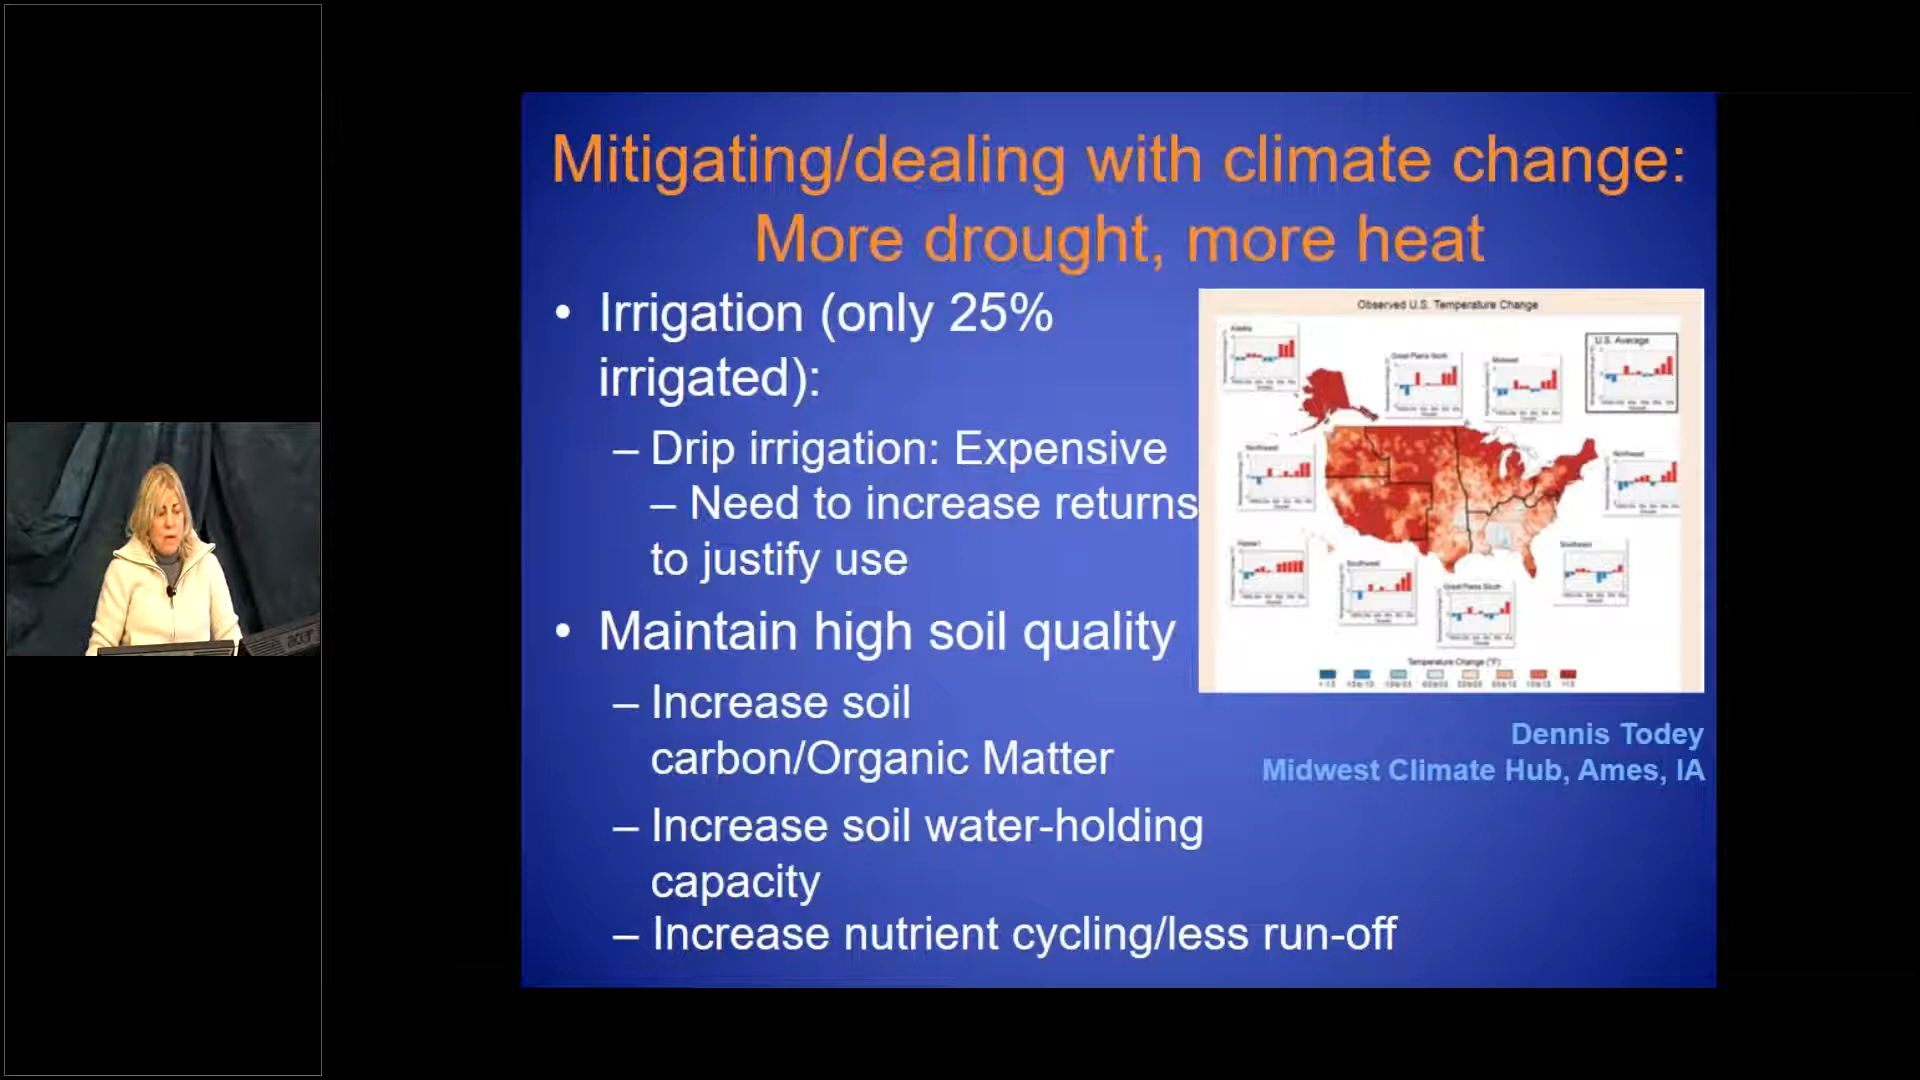 Mitigating/dealing with climate change:
More drought, more heat
• Irrigation (only 25%
irrigated):
– Drip irrigation: Expensive
– Need to increase returns
to justify use
• Maintain high soil quality
– Increase soil
carbon/Organic Matter
– Increase soil water-holding
capacity
– Increase nutrient cycling/less run-off
Observed U.S. Temperature Change
Alaska
Great Plains North
Midwest
U.S. Average
Northwest
Hawai'i
Southwest
Great Plains South
Southeast
Temperature Change (°F)
Dennis Todey
Midwest Climate Hub, Ames, IA
acer